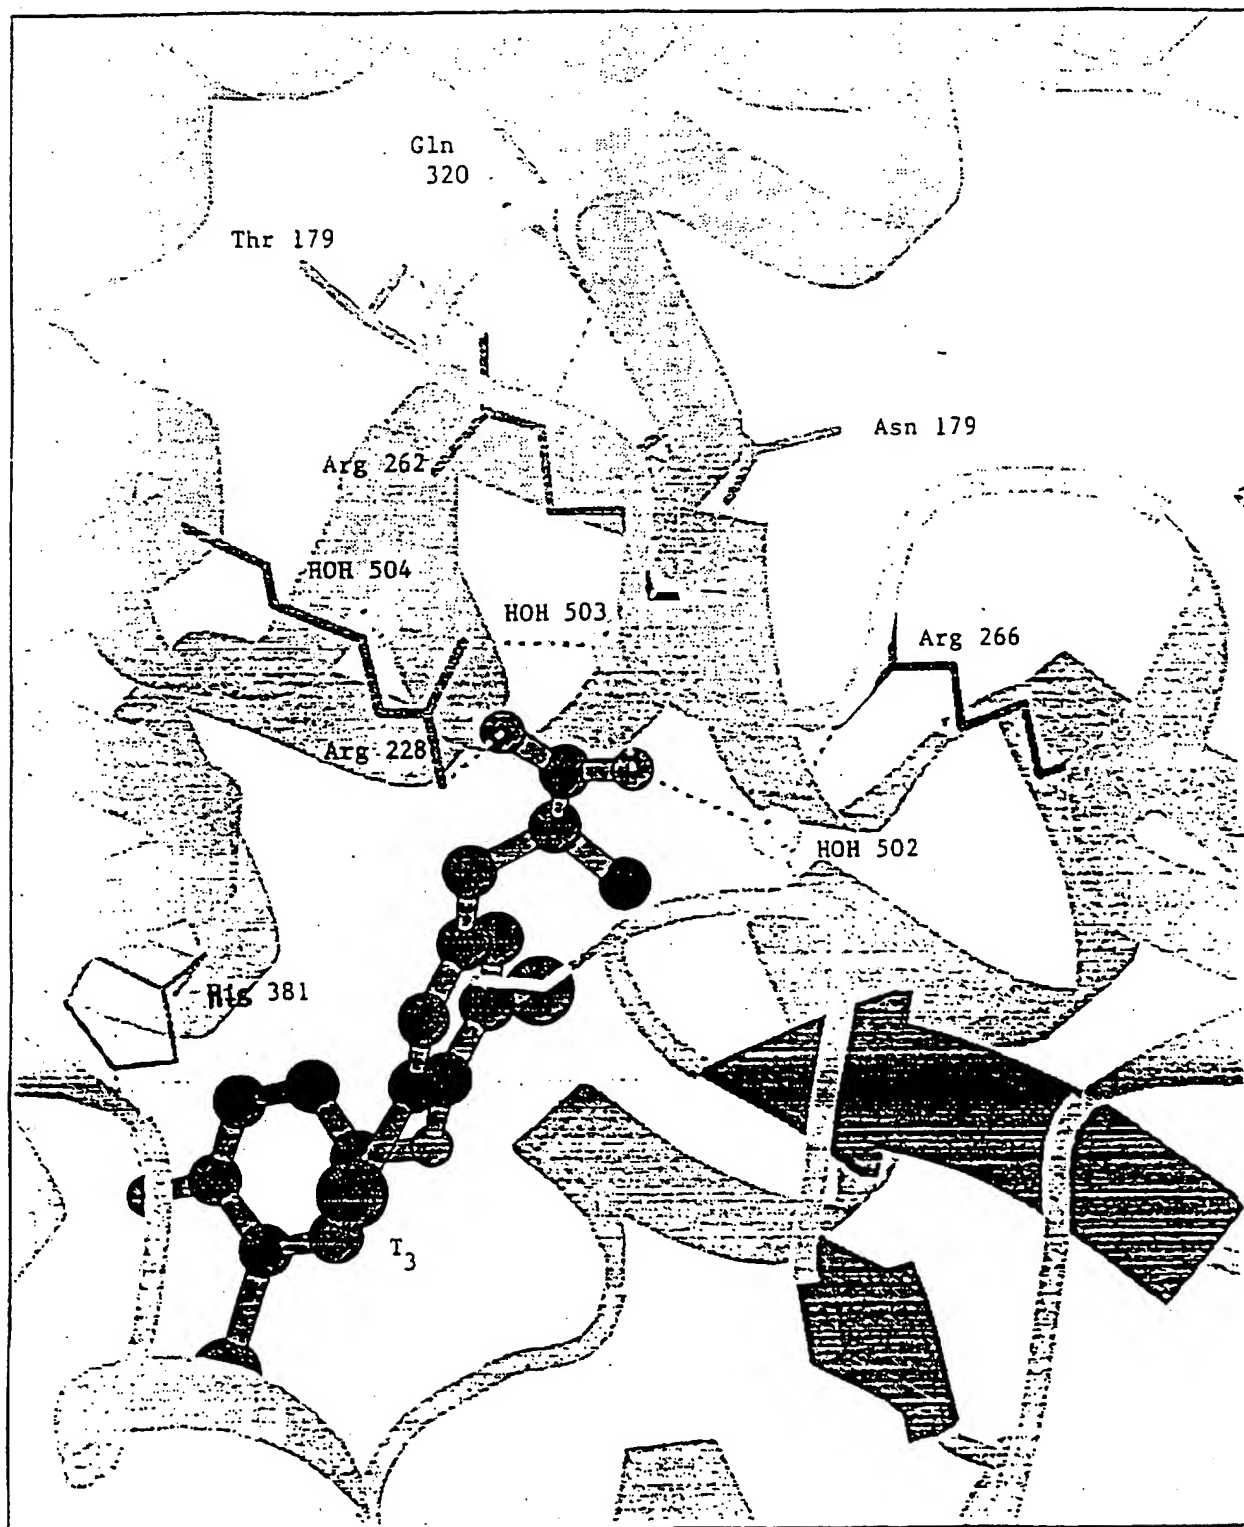 Gln
320
Thr 179
Asn 179
Arg 262
HOH 504
HOH 503
Arg 266
Arg 228
HOH 502
His 381
T3